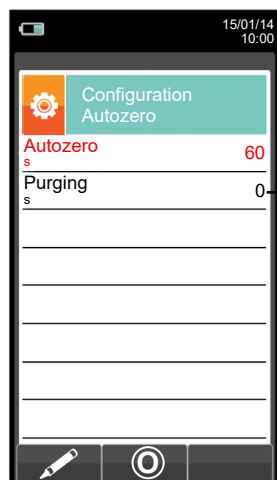 15/01/14
10:00
Configuration
Autozero
Autozero
s
60
Purging
s
0